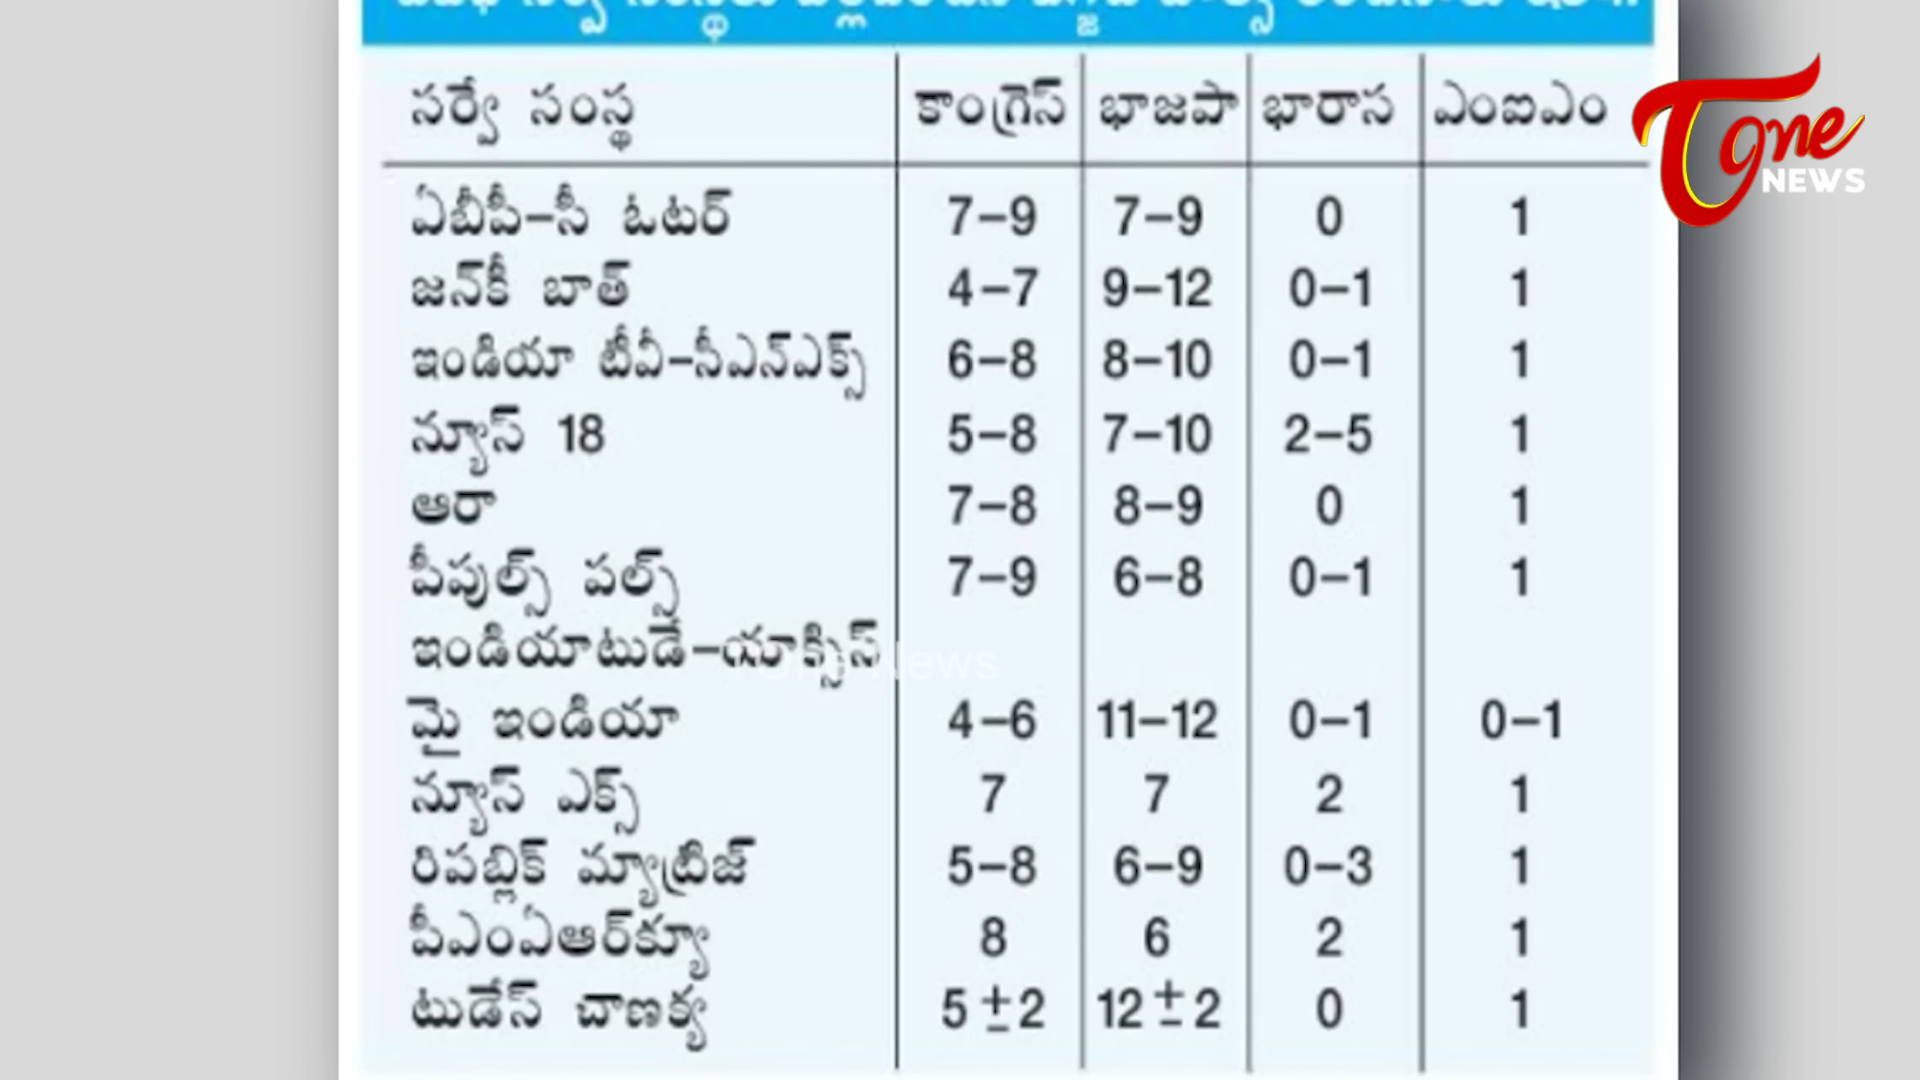 సర్వే సంస్థ కాంగ్రెస్ భాజపా భారాస ఎంఐఎం
ఏబీపీ-సీ ఓటర్ 7-9 7-9 0 1
జన్‌కీ బాత్ 4-7 9-12 0-1 1
ఇండియా టీవీ-సీఎన్ఎక్స్ 6-8 8-10 0-1 1
న్యూస్ 18 5-8 7-10 2-5 1
ఆరా 7-8 8-9 0 1
పీపుల్స్ పల్స్ 7-9 6-8 0-1 1
ఇండియాటుడే-యాక్సిస్
మై ఇండియా 4-6 11-12 0-1 0-1
న్యూస్ ఎక్స్ 7 7 2 1
రిపబ్లిక్ మ్యాట్రిజ్ 5-8 6-9 0-3 1
పీఎంఏఆర్‌క్యూ 8 6 2 1
టుడేస్ చాణక్య 5±2 12±2 0 1
Tone
NEWS